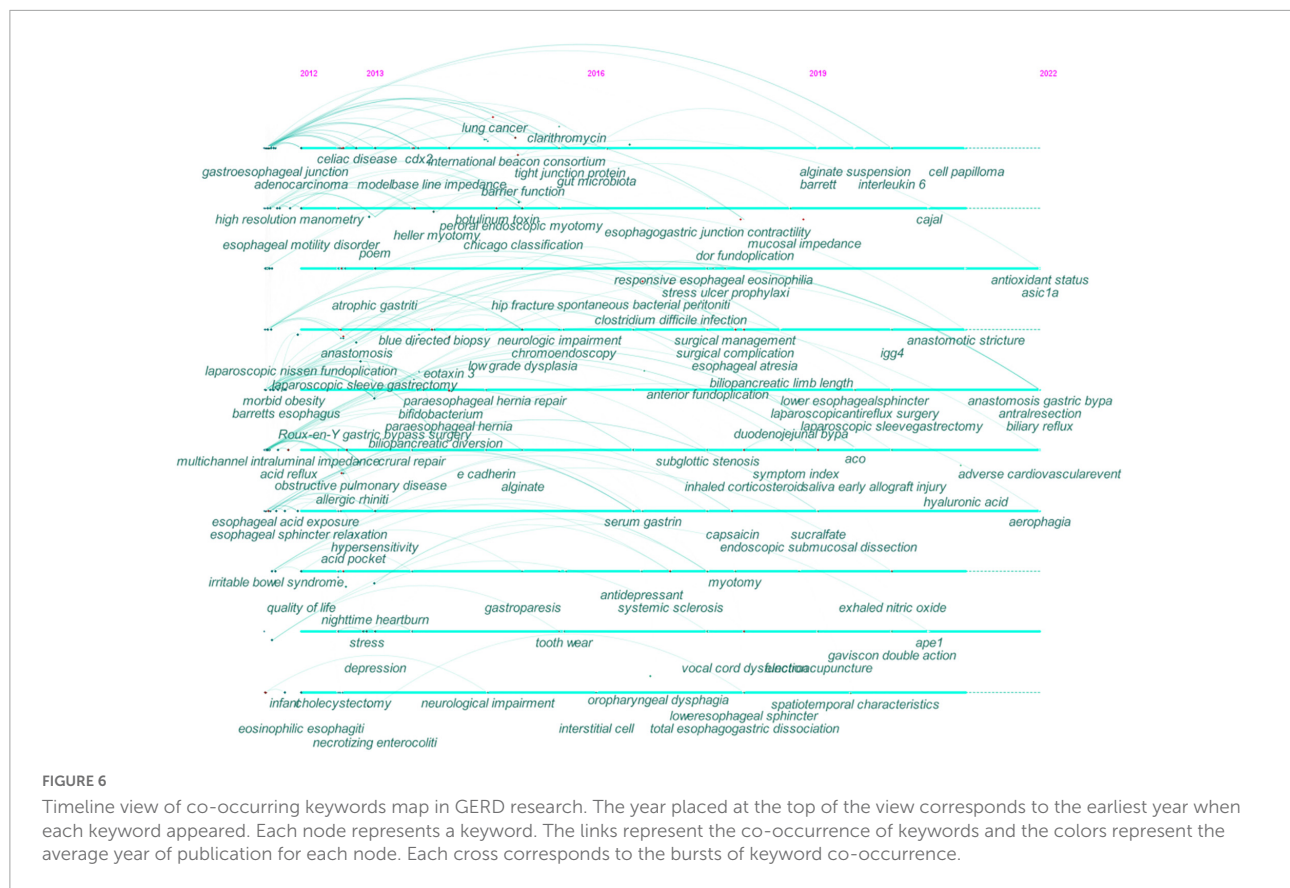 2012 2013 2016 2019 2022
lung cancer
clarithromycin
celiac disease cdx2
international beacon consortium
gastroesophageal junction
tight junction protein
alginate suspension cell papilloma
adenocarcinoma
model base line impedance
gut microbiota
barrett interleukin 6
barrier function
high resolution manometry
botulinum toxin
cajal
peroral endoscopic myotomy
esophagogastric junction contractility
heller myotomy
esophageal motility disorder
chicago classification
mucosal impedance
poem
dor fundoplication
responsive esophageal eosinophilia
antioxidant status
stress ulcer prophylaxi
asic1a
atrophic gastriti
hip fracture spontaneous bacterial peritoniti
clostridium difficile infection
blue directed biopsy neurologic impairment
surgical management
anastomotic stricture
anastomosis
chromoendoscopy
surgical complication
igg4
low grade dysplasia
esophageal atresia
laparoscopic nissen fundoplication
eotaxin 3
laparoscopic sleeve gastrectomy
biliopancreatic limb length
anterior fundoplication
morbid obesity
paraesophageal hernia repair
lower esophagealsphincter
anastomosis gastric bypa
barretts esophagus
bifidobacterium
laparoscopicantireflux surgery
antralresection
paraesophageal hernia
laparoscopic sleevegastrectomy
biliary reflux
Roux-en-Y gastric bypass surgery
duodenojejunal bypa
biliopancreatic diversion
multichannel intraluminal impedance
crural repair
subglottic stenosis
aco
acid reflux
e cadherin
symptom index
adverse cardiovascularevent
obstructive pulmonary disease
alginate
inhaled corticosteroid
saliva early allograft injury
allergic rhiniti
hyaluronic acid
esophageal acid exposure
serum gastrin
aerophagia
esophageal sphincter relaxation
capsaicin sucralfate
hypersensitivity
endoscopic submucosal dissection
acid pocket
irritable bowel syndrome
myotomy
antidepressant
quality of life
gastroparesis
systemic sclerosis
exhaled nitric oxide
nighttime heartburn
stress
tooth wear
ape1
gaviscon double action
depression
vocal cord dysfunction
electroacupuncture
infant cholecystectomy
neurological impairment
oropharyngeal dysphagia
spatiotemporal characteristics
loweresophageal sphincter
eosinophilic esophagiti
interstitial cell
total esophagogastric dissociation
necrotizing enterocoliti
FIGURE 6
Timeline view of co-occurring keywords map in GERD research. The year placed at the top of the view corresponds to the earliest year when
each keyword appeared. Each node represents a keyword. The links represent the co-occurrence of keywords and the colors represent the
average year of publication for each node. Each cross corresponds to the bursts of keyword co-occurrence.